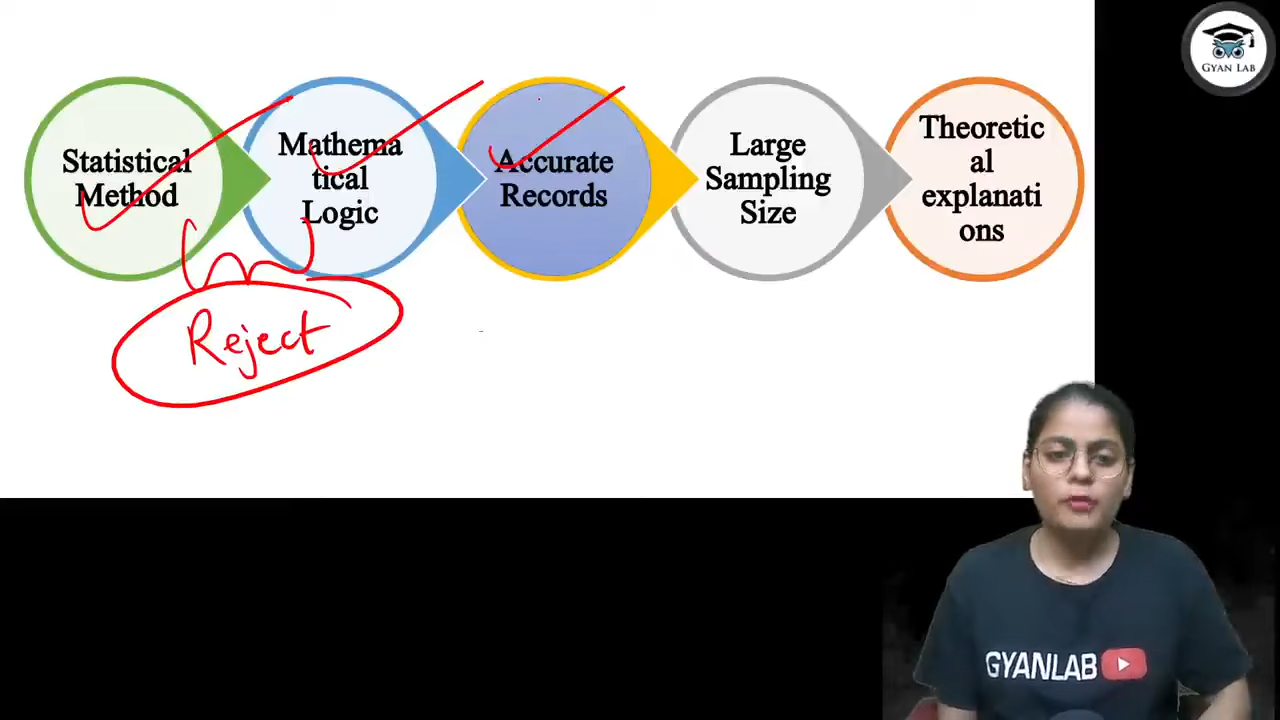 GYAN LAB
Statistical
Method
Mathema
tical
Logic
Accurate
Records
Large
Sampling
Size
Theoretic
al
explanati
ons
Reject
GYANLAB